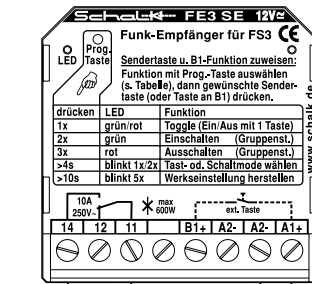 Schalk FE3 SE 12V≂
Funk-Empfänger für FS3 CE
LED
Prog.
Taste
Sendertaste u. B1-Funktion zuweisen:
Funktion mit Prog.-Taste auswählen
(s. Tabelle), dann gewünschte Sender-
taste (oder Taste an B1) drücken.
drücken LED Funktion
1x grün/rot Toggle (Ein/Aus mit 1 Taste)
2x grün Einschalten (Gruppenst.)
3x rot Ausschalten (Gruppenst.)
>4s blinkt 1x/2x Tast- od. Schaltmode wählen
>10s blinkt 5x Werkseinstellung herstellen
www.schalk.de
10A
250V~
max
600W
ext. Taste
14 12 11 B1+ A2- A2- A1+